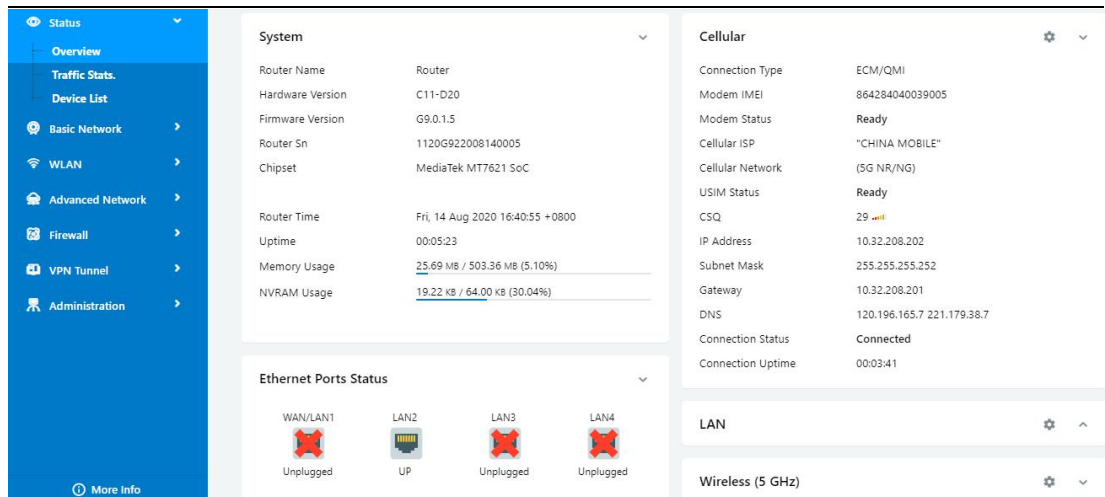 Status
Overview
Traffic Stats.
Device List
Basic Network
WLAN
Advanced Network
Firewall
VPN Tunnel
Administration
More Info
System
Router Name Router
Hardware Version C11-D20
Firmware Version G9.0.1.5
Router Sn 1120G922008140005
Chipset MediaTek MT7621 SoC
Router Time Fri, 14 Aug 2020 16:40:55 +0800
Uptime 00:05:23
Memory Usage 25.69 MB / 503.36 MB (5.10%)
NVRAM Usage 19.22 KB / 64.00 KB (30.04%)
Ethernet Ports Status
WAN/LAN1 LAN2 LAN3 LAN4
Unplugged UP Unplugged Unplugged
Cellular
Connection Type ECM/QMI
Modem IMEI 864284040039005
Modem Status Ready
Cellular ISP "CHINA MOBILE"
Cellular Network (5G NR/NG)
USIM Status Ready
CSQ 29
IP Address 10.32.208.202
Subnet Mask 255.255.255.252
Gateway 10.32.208.201
DNS 120.196.165.7 221.179.38.7
Connection Status Connected
Connection Uptime 00:03:41
LAN
Wireless (5 GHz)